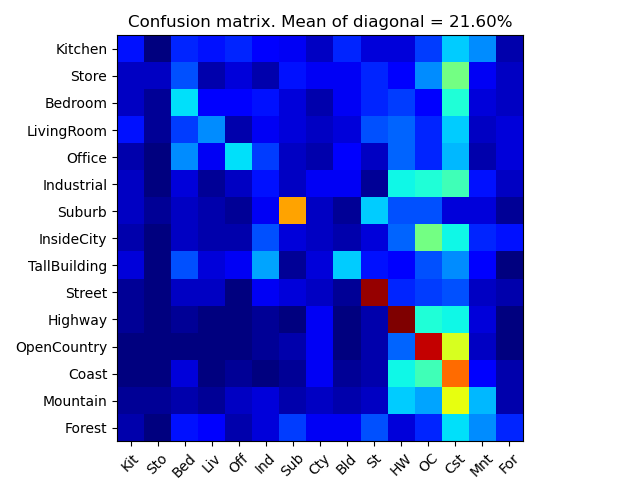 Confusion matrix. Mean of diagonal = 21.60%
Kitchen
Store
Bedroom
LivingRoom
Office
Industrial
Suburb
InsideCity
TallBuilding
Street
Highway
OpenCountry
Coast
Mountain
Forest
Kit Sto Bed Liv Off Ind Sub Cty Bld St HW OC Cst Mnt For